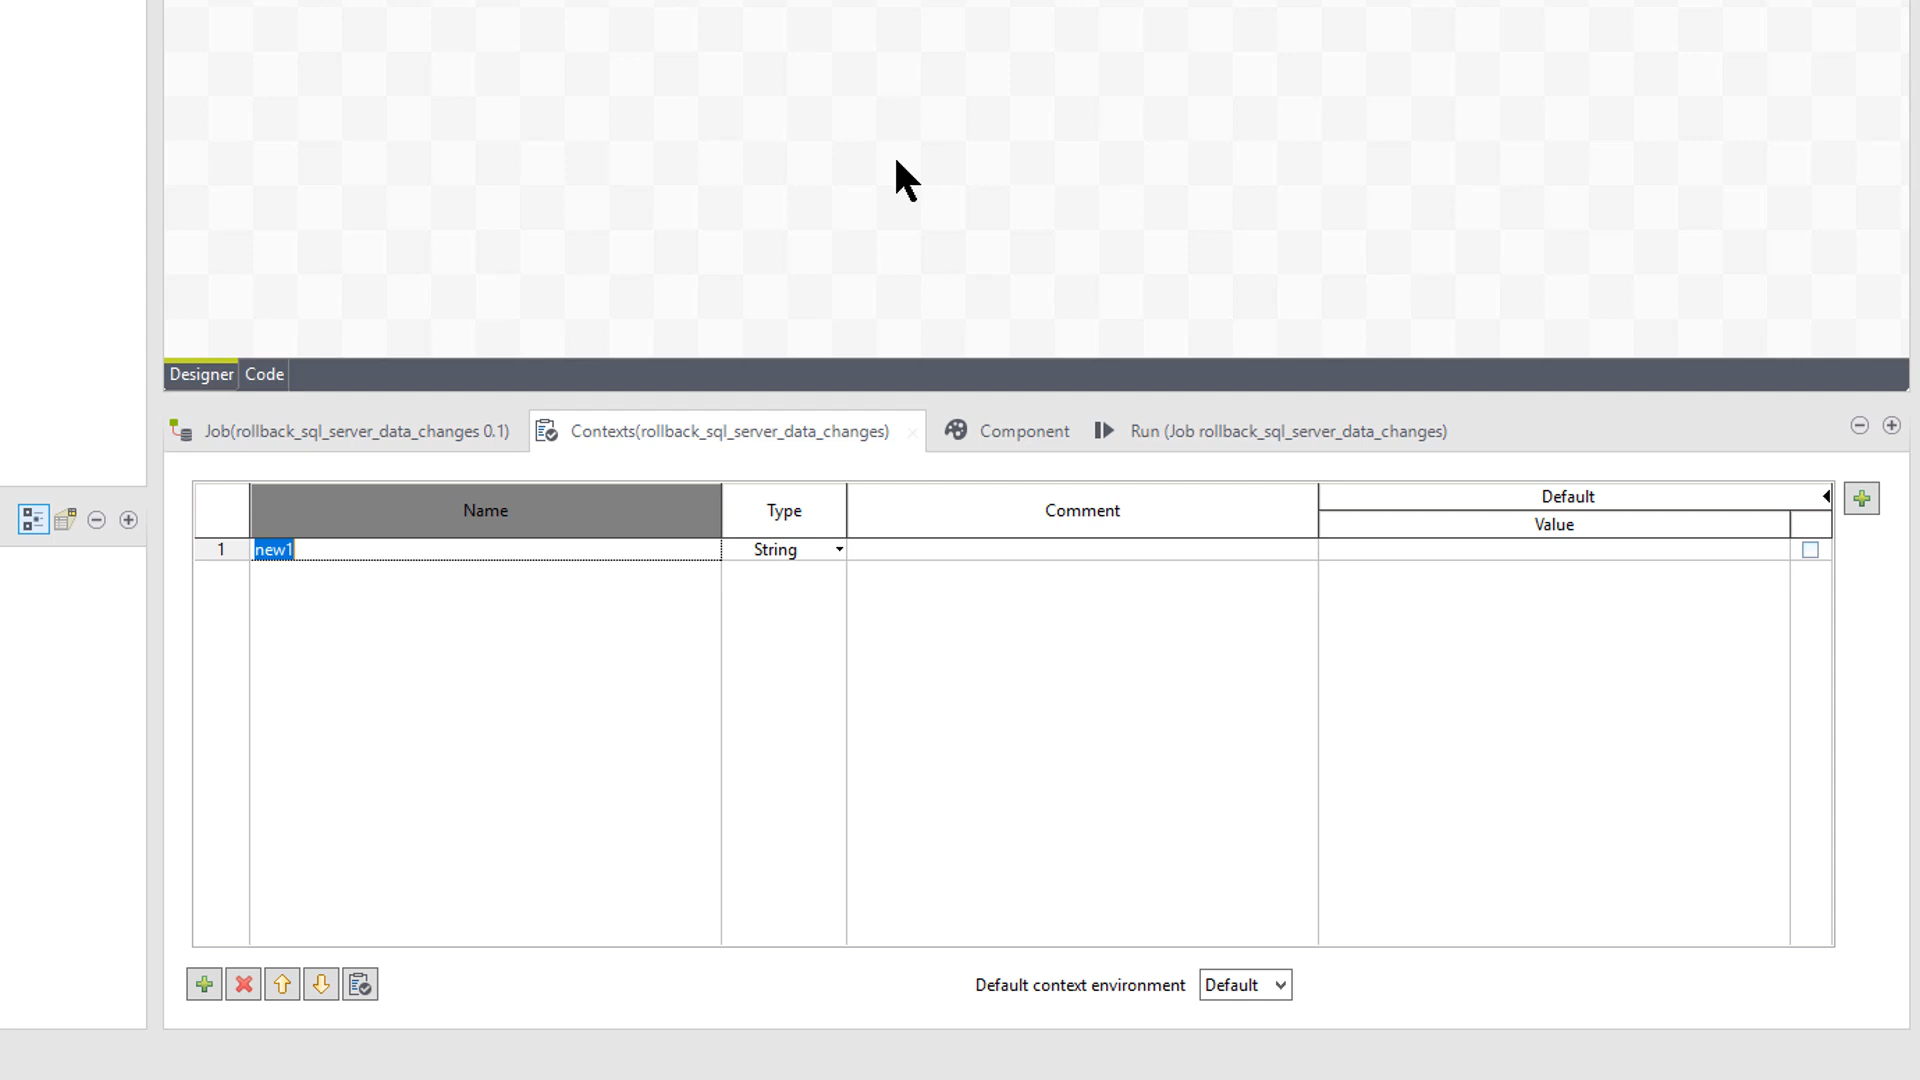 Designer Code
Job(rollback_sql_server_data_changes 0.1) Contexts(rollback_sql_server_data_changes) Component Run (Job rollback_sql_server_data_changes)
Name Type Comment Default
Value
1 new1 String
Default context environment Default